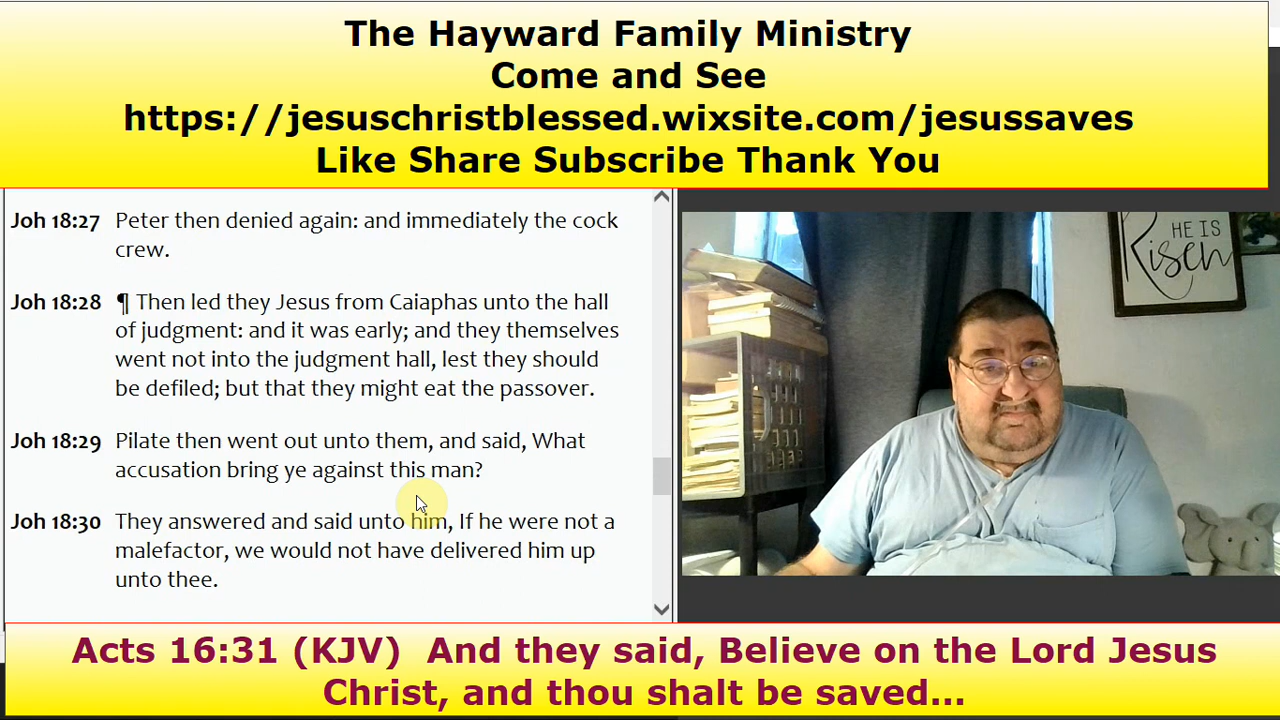 The Hayward Family Ministry
Come and See
https://jesuschristblessed.wixsite.com/jesussaves
Like Share Subscribe Thank You
Joh 18:27 Peter then denied again: and immediately the cock
crew.
Joh 18:28 ¶ Then led they Jesus from Caiaphas unto the hall
of judgment: and it was early; and they themselves
went not into the judgment hall, lest they should
be defiled; but that they might eat the passover.
Joh 18:29 Pilate then went out unto them, and said, What
accusation bring ye against this man?
Joh 18:30 They answered and said unto him, If he were not a
malefactor, we would not have delivered him up
unto thee.
HE IS
Risen
Acts 16:31 (KJV) And they said, Believe on the Lord Jesus
Christ, and thou shalt be saved...